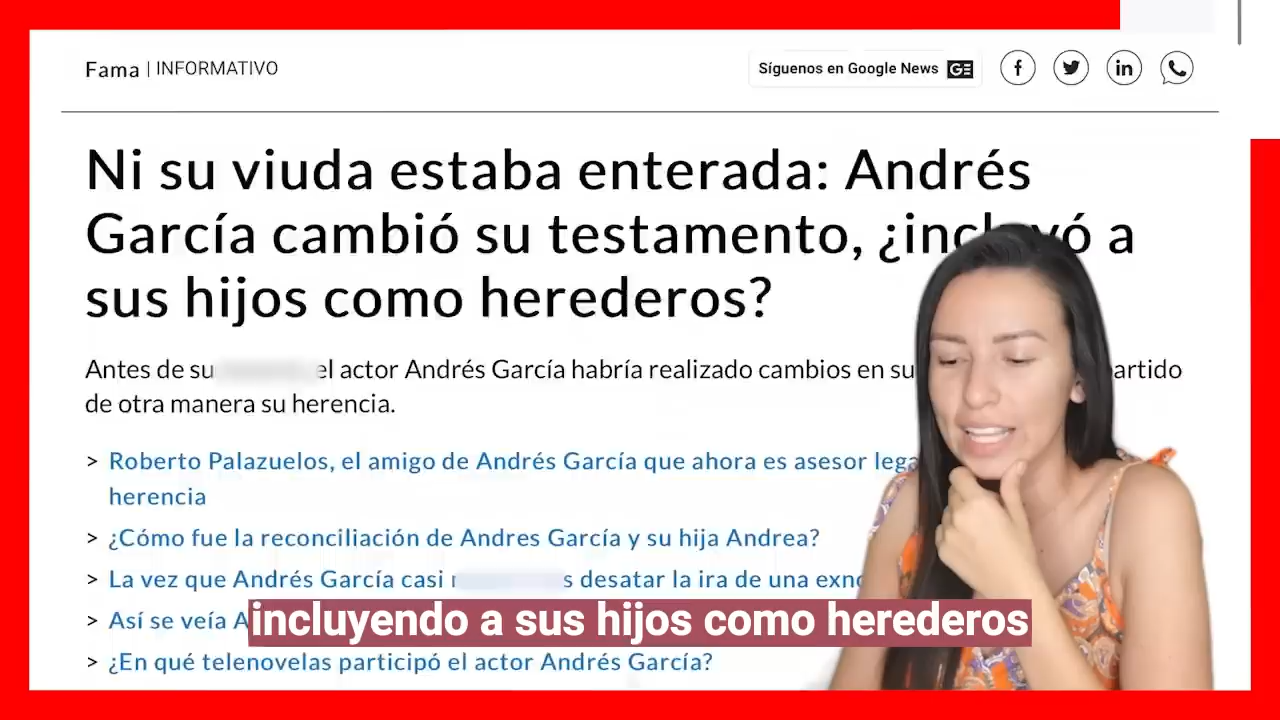 Fama | INFORMATIVO
Síguenos en Google News GE
Ni su viuda estaba enterada: Andrés
García cambió su testamento, ¿incluyó a
sus hijos como herederos?
Antes de su el actor Andrés García habría realizado cambios en su
de otra manera su herencia.
> Roberto Palazuelos, el amigo de Andrés García que ahora es asesor
herencia
> ¿Cómo fue la reconciliación de Andres García y su hija Andrea?
> La vez que Andrés García casi desatar la ira de una
> Así se veía
incluyendo a sus hijos como herederos
> ¿En qué telenovelas participó el actor Andrés García?